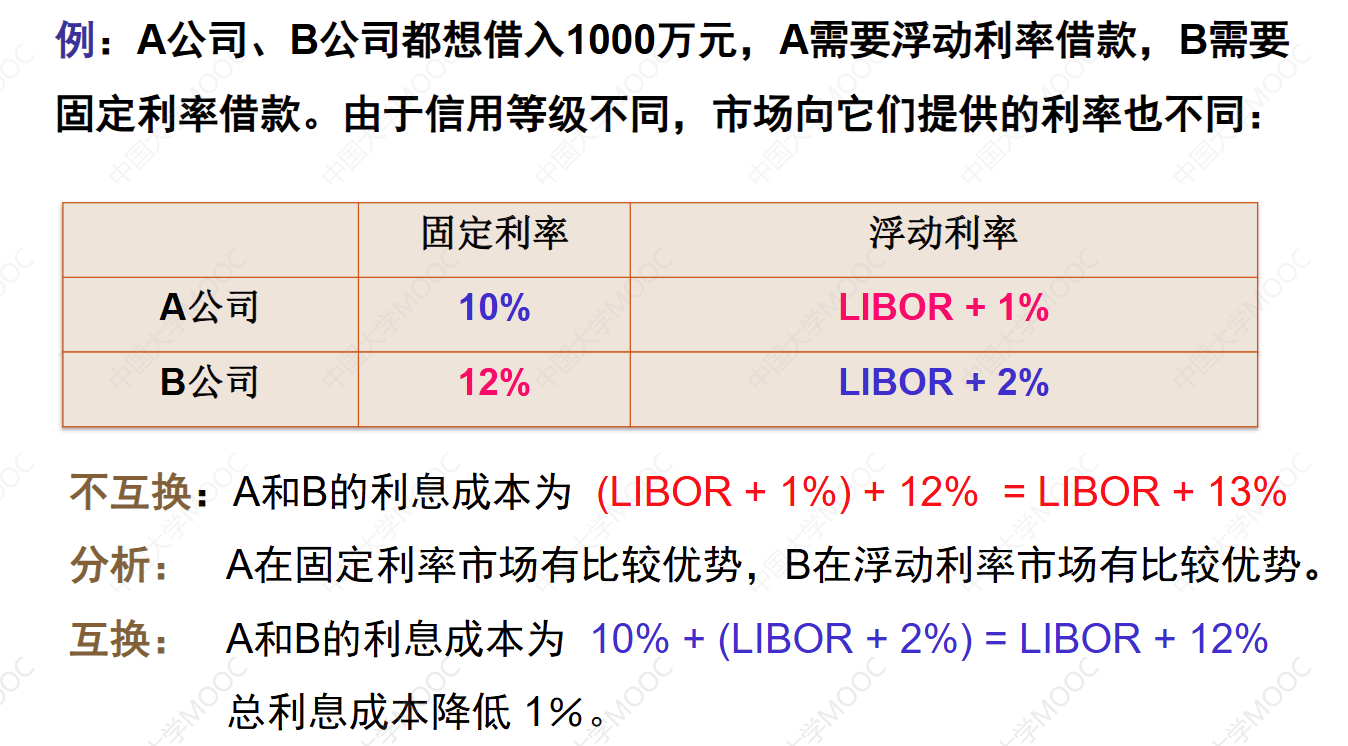 例：A公司、B公司都想借入1000万元，A需要浮动利率借款，B需要
固定利率借款。由于信用等级不同，市场向它们提供的利率也不同：
固定利率 浮动利率
A公司 10% LIBOR + 1%
B公司 12% LIBOR + 2%
不互换：A和B的利息成本为 (LIBOR + 1%) + 12% = LIBOR + 13%
分析： A在固定利率市场有比较优势，B在浮动利率市场有比较优势。
互换： A和B的利息成本为 10% + (LIBOR + 2%) = LIBOR + 12%
总利息成本降低 1%。
中国大学MOOC